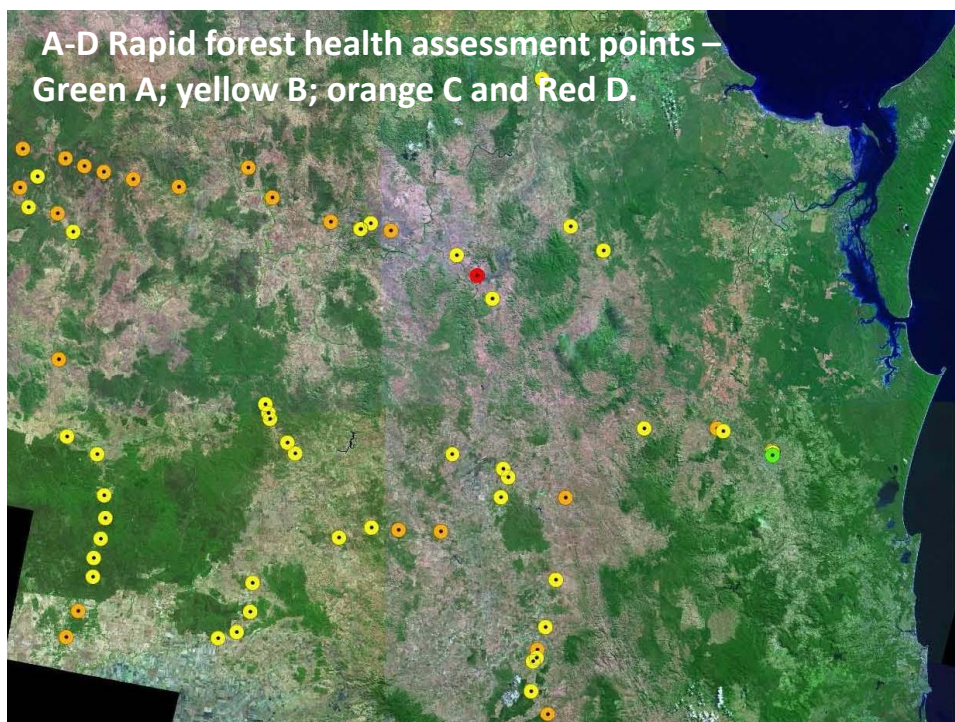 A-D Rapid forest health assessment points –
Green A; yellow B; orange C and Red D.